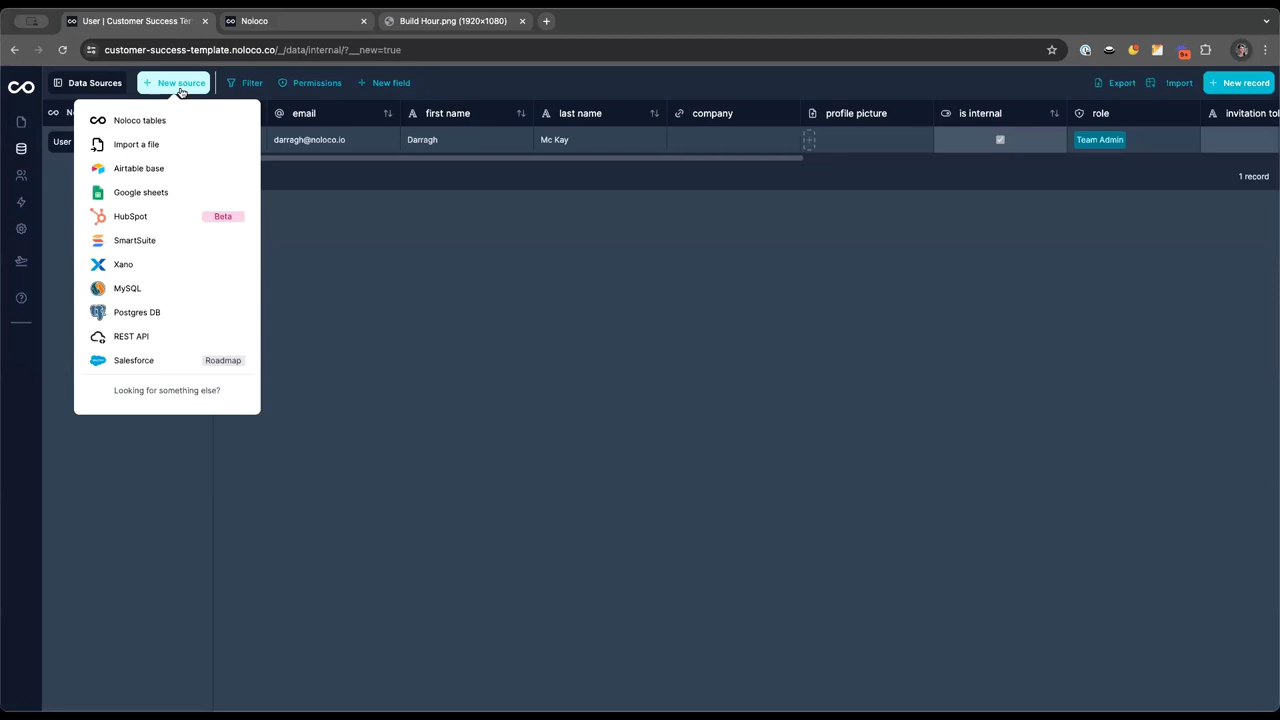 User | Customer Success Ter
Noloco
Build Hour.png (1920×1080)
customer-success-template.noloco.co/_/data/internal/?__new=true
9+
Data Sources
New source
Filter
Permissions
New field
Export
Import
New record
email
first name
last name
company
profile picture
is internal
role
invitation tol
User
darragh@noloco.io
Darragh
Mc Kay
Team Admin
1 record
Noloco tables
Import a file
Airtable base
Google sheets
HubSpot
Beta
SmartSuite
Xano
MySQL
Postgres DB
REST API
Salesforce
Roadmap
Looking for something else?